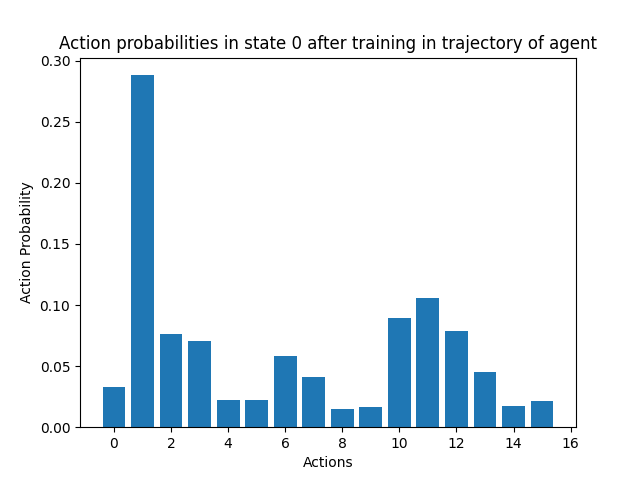 Action probabilities in state 0 after training in trajectory of agent
0.30
0.25
0.20
0.15
0.10
0.05
0.00
Action Probability
0 2 4 6 8 10 12 14 16
Actions